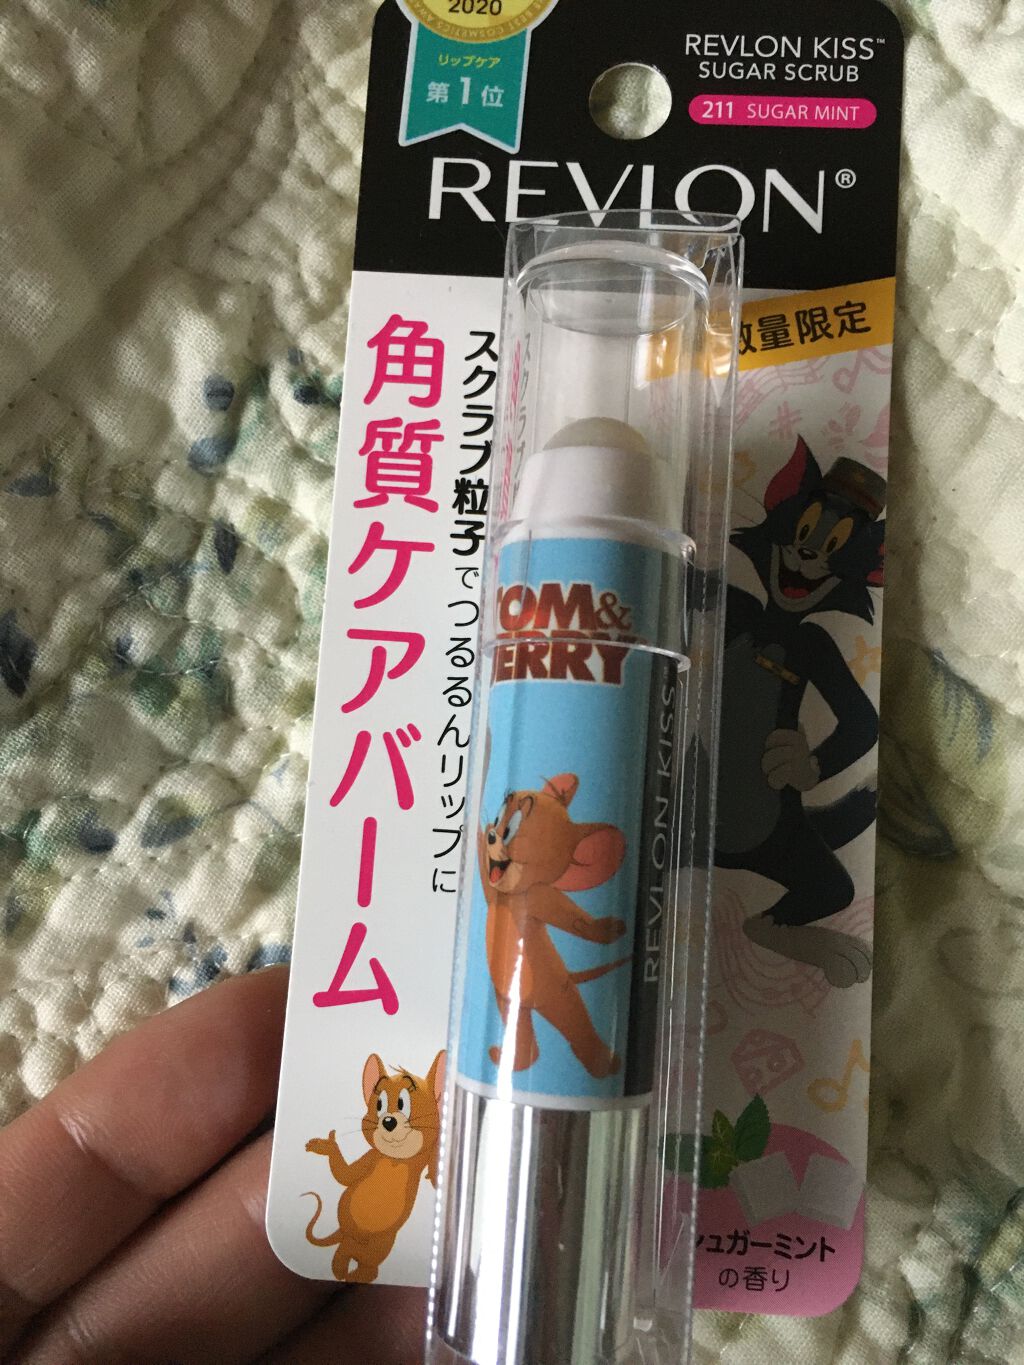 2020
リップケア
第1位
REVLON KISS™
SUGAR SCRUB
211 SUGAR MINT
REVLON®
数量限定
角質ケアバーム
スクラブ粒子でつるるんリップに
TOM&
JERRY
REVLON KISS™
シュガーミント
の香り